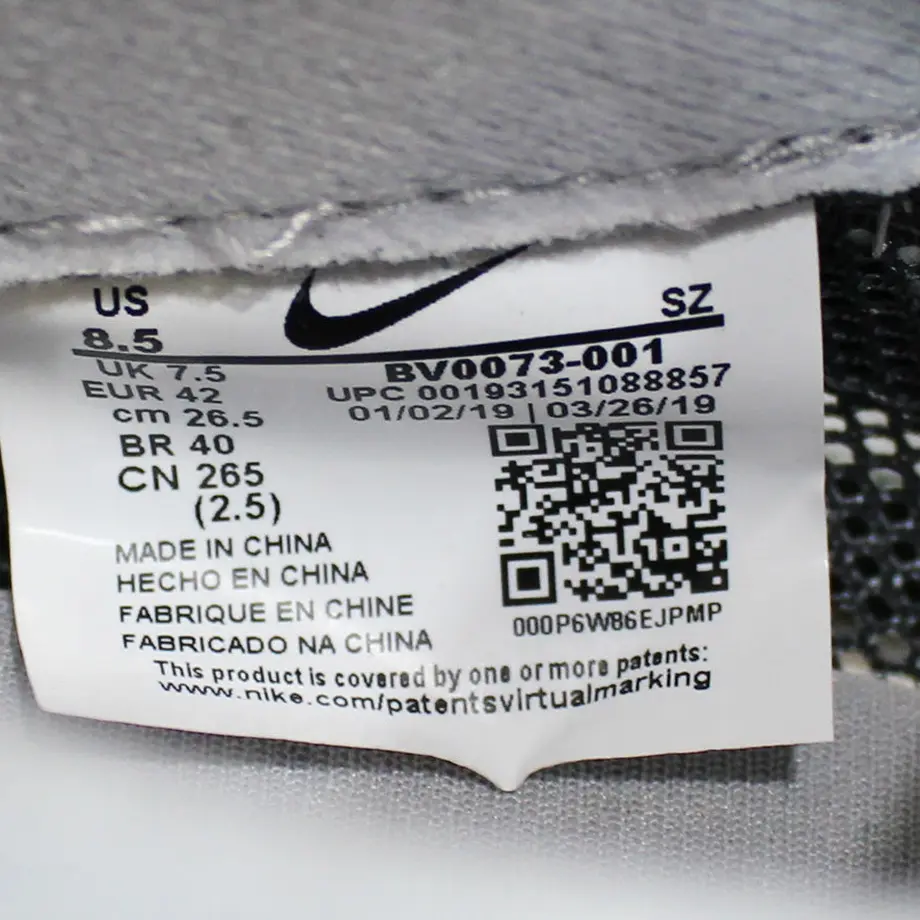 US
8.5
UK 7.5
EUR 42
cm 26.5
BR 40
CN 265
(2.5)
SZ
BV0073-001
UPC 00193151088857
01/02/19 | 03/26/19
000P6W86EJPMP
MADE IN CHINA
HECHO EN CHINA
FABRIQUE EN CHINE
FABRICADO NA CHINA
This product is covered by one or more patents:
www.nike.com/patentsvirtualmarking